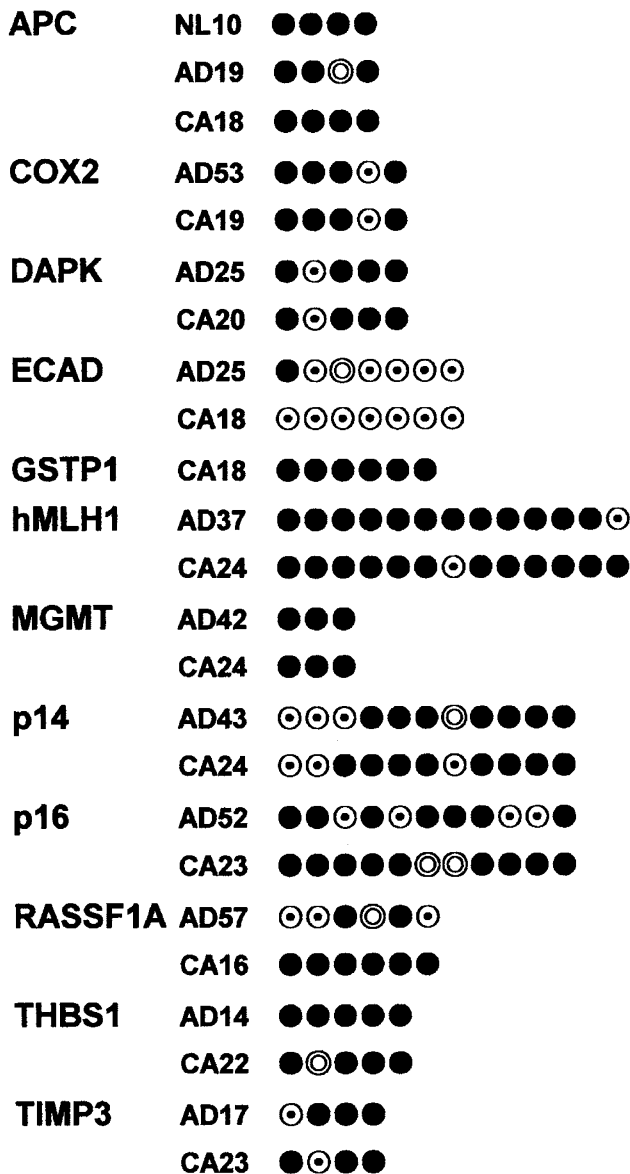 APC NL10
AD19
CA18
COX2 AD53
CA19
DAPK AD25
CA20
ECAD AD25
CA18
GSTP1 CA18
hMLH1 AD37
CA24
MGMT AD42
CA24
p14 AD43
CA24
p16 AD52
CA23
RASSF1A AD57
CA16
THBS1 AD14
CA22
TIMP3 AD17
CA23